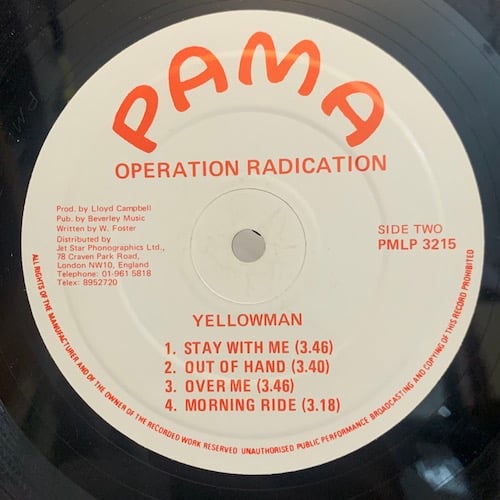 PAMA
OPERATION RADICATION
Prod. by Lloyd Campbell
Pub. by Beverley Music
Written by W. Foster
Distributed by
Jet Star Phonographics Ltd.,
78 Craven Park Road,
London NW10, England
Telephone: 01-961 5818
Telex: 8952720
SIDE TWO
PMLP 3215
YELLOWMAN
1. STAY WITH ME (3.46)
2. OUT OF HAND (3.40)
3. OVER ME (3.46)
4. MORNING RIDE (3.18)
ALL RIGHTS OF THE MANUFACTURER AND OF THE OWNER OF THE RECORDED WORK RESERVED UNAUTHORISED PUBLIC PERFORMANCE BROADCASTING AND COPYING OF THIS RECORD PROHIBITED